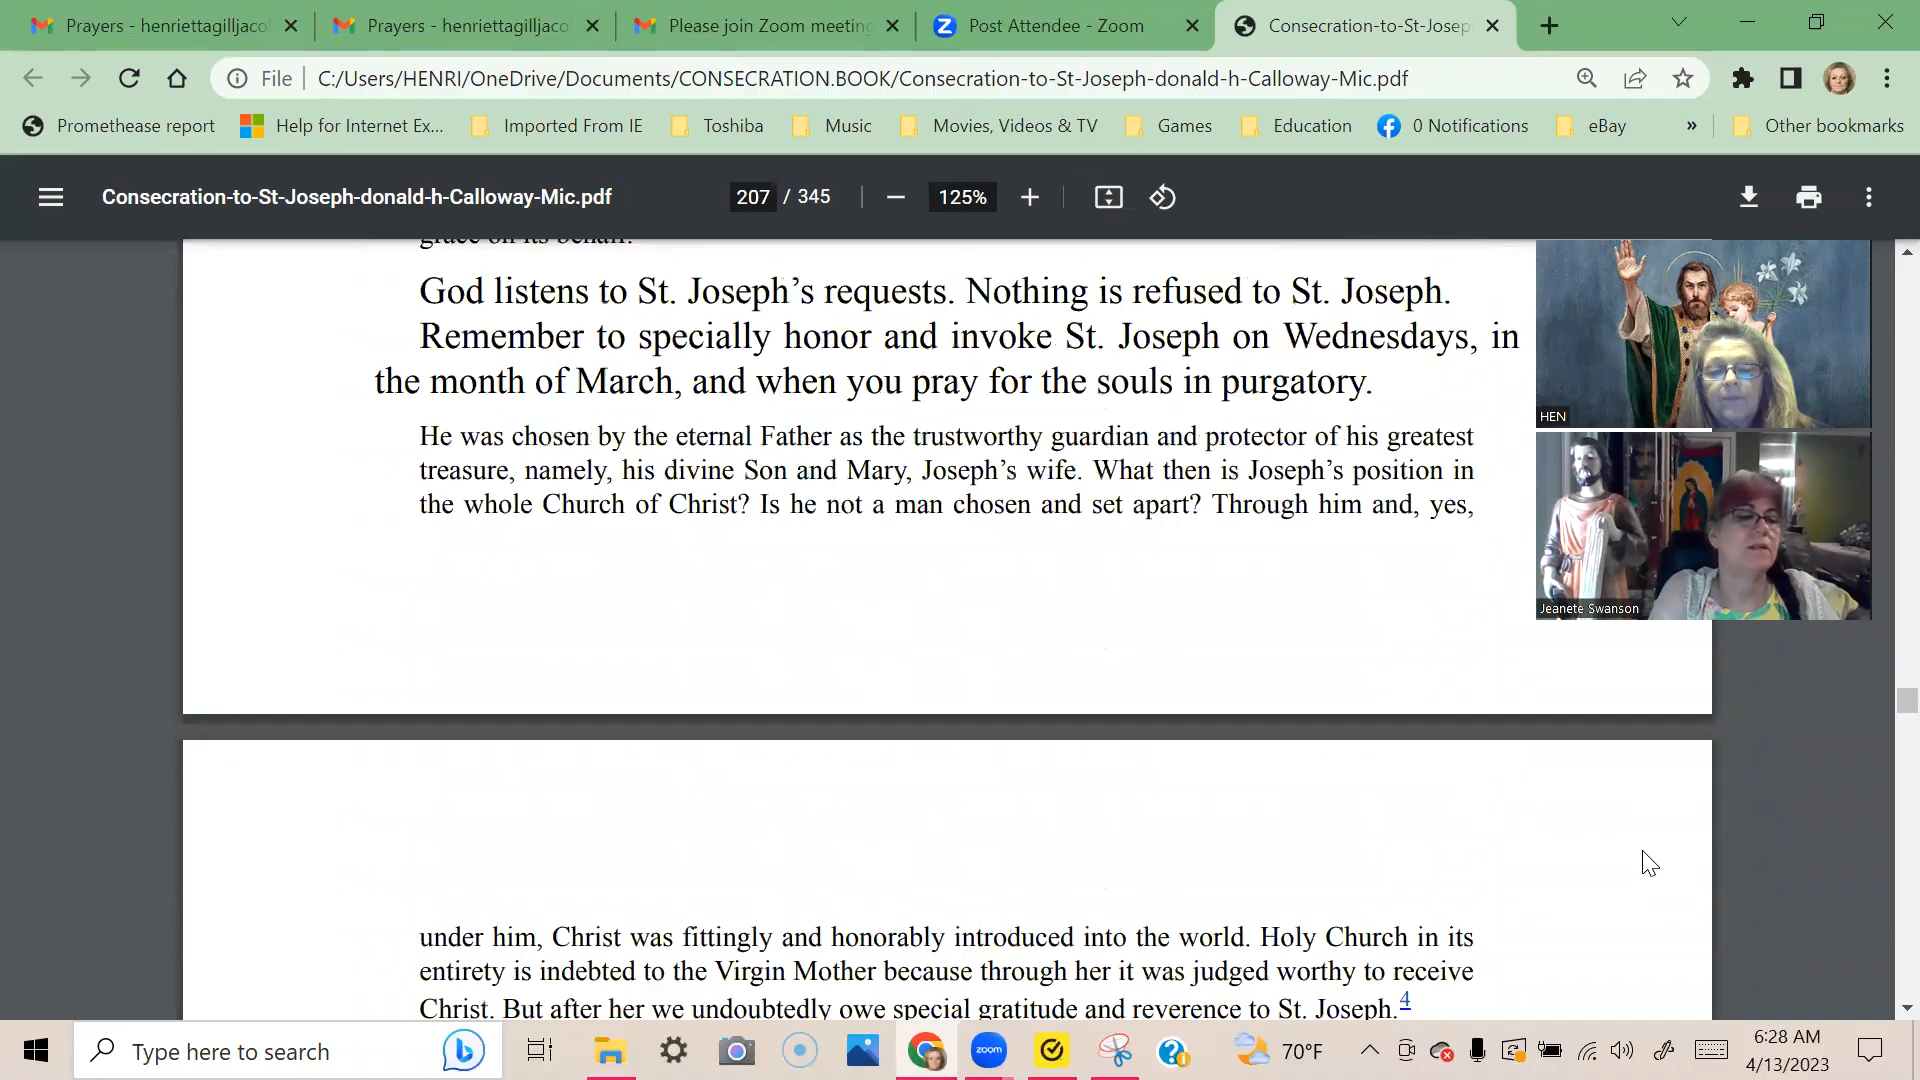 Prayers - henriettagilljaco
Prayers - henriettagilljaco
Please join Zoom meeting
Post Attendee - Zoom
Consecration-to-St-Josep
File
C:/Users/HENRI/OneDrive/Documents/CONSECRATION.BOOK/Consecration-to-St-Joseph-donald-h-Calloway-Mic.pdf
Promethease report
Help for Internet Ex...
Imported From IE
Toshiba
Music
Movies, Videos & TV
Games
Education
0 Notifications
eBay
»
Other bookmarks
Consecration-to-St-Joseph-donald-h-Calloway-Mic.pdf
207 / 345
125%
grace on its behalf.
God listens to St. Joseph’s requests. Nothing is refused to St. Joseph.
Remember to specially honor and invoke St. Joseph on Wednesdays, in
the month of March, and when you pray for the souls in purgatory.
He was chosen by the eternal Father as the trustworthy guardian and protector of his greatest
treasure, namely, his divine Son and Mary, Joseph’s wife. What then is Joseph’s position in
the whole Church of Christ? Is he not a man chosen and set apart? Through him and, yes,
HEN
Jeanete Swanson
under him, Christ was fittingly and honorably introduced into the world. Holy Church in its
entirety is indebted to the Virgin Mother because through her it was judged worthy to receive
Christ. But after her we undoubtedly owe special gratitude and reverence to St. Joseph.4
Type here to search
zoom
70°F
6:28 AM
4/13/2023